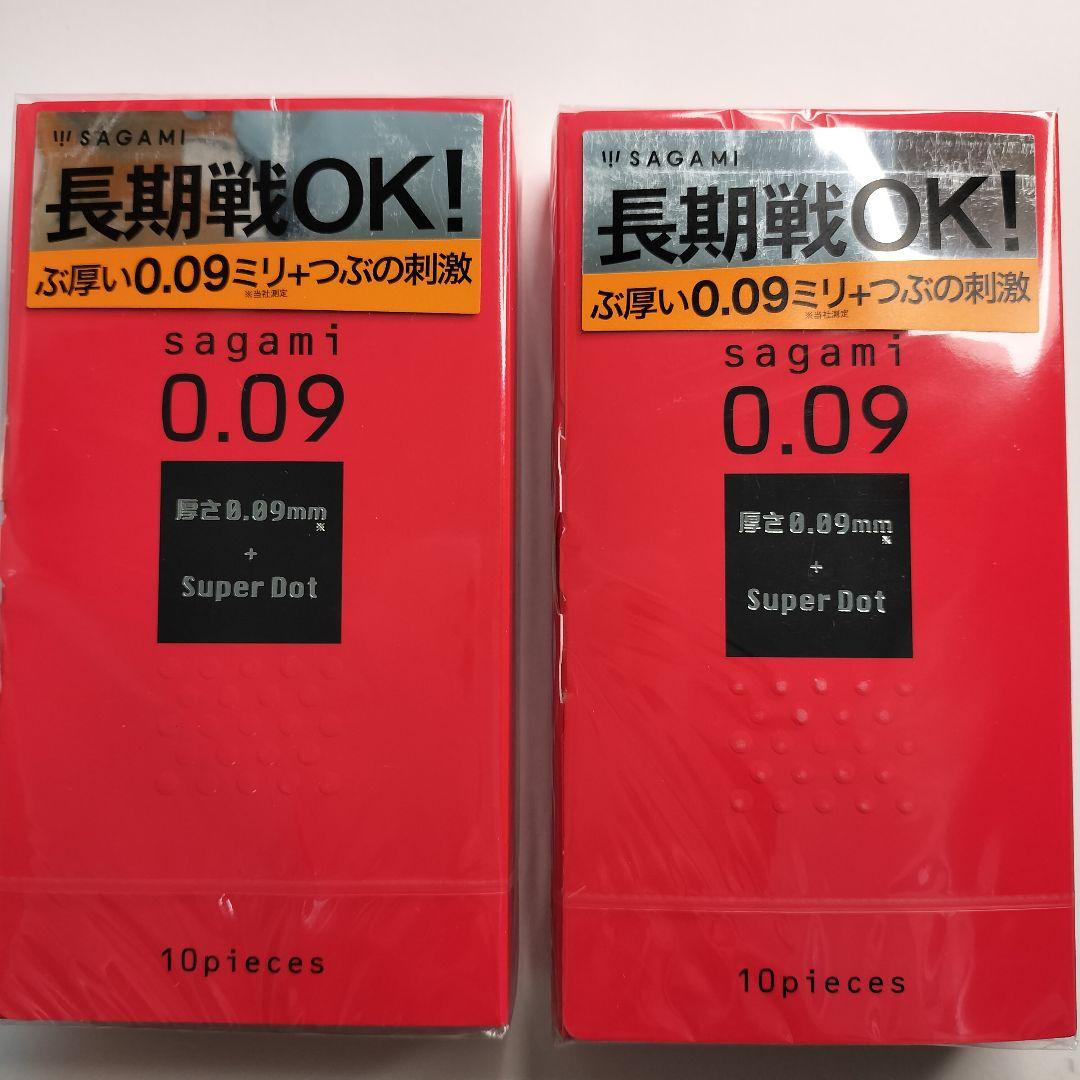 SAGAMI
長期戦OK!
ぶ厚い0.09ミリ+つぶの刺激
※当社測定
sagami
0.09
厚さ0.09mm
※
+
Super Dot
10pieces
SAGAMI
長期戦OK!
ぶ厚い0.09ミリ+つぶの刺激
※当社測定
sagami
0.09
厚さ0.09mm
※
+
Super Dot
10pieces